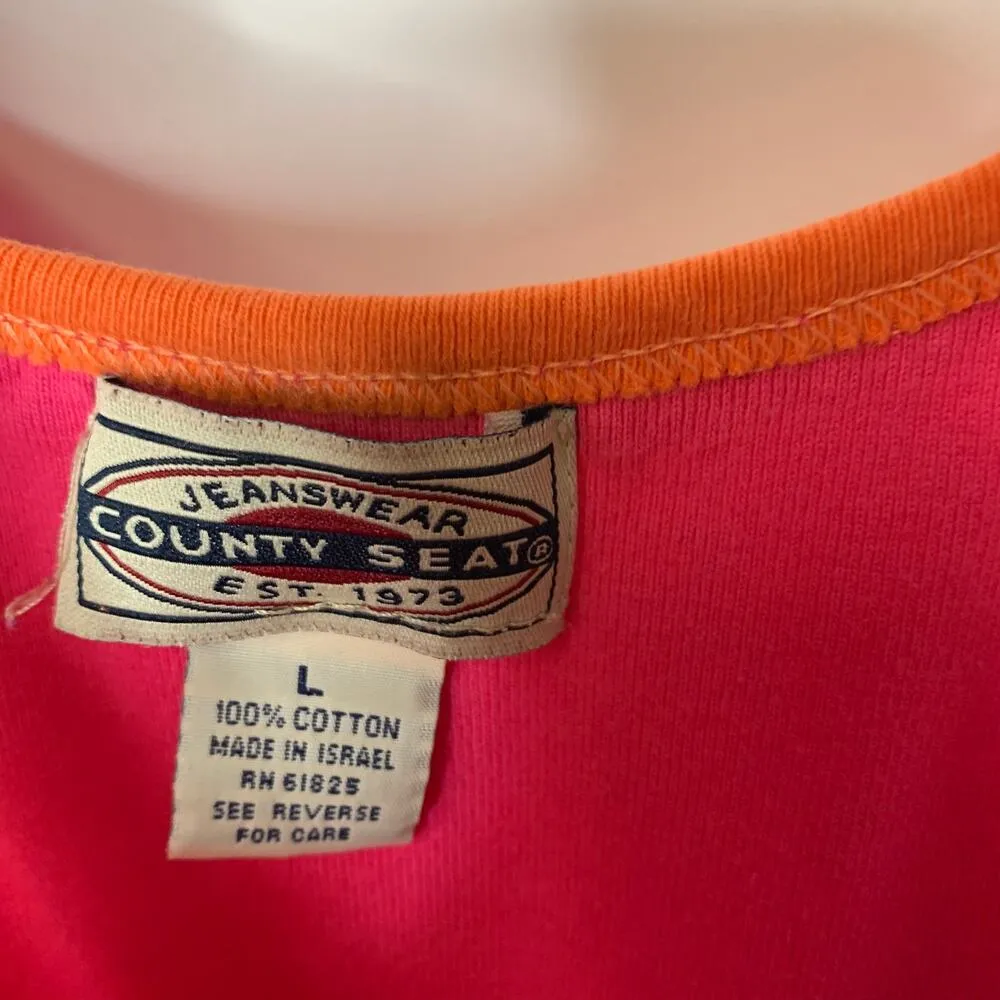 JEANSWEAR
COUNTY SEAT®
EST. 1973
L
100% COTTON
MADE IN ISRAEL
RN 61825
SEE REVERSE
FOR CARE